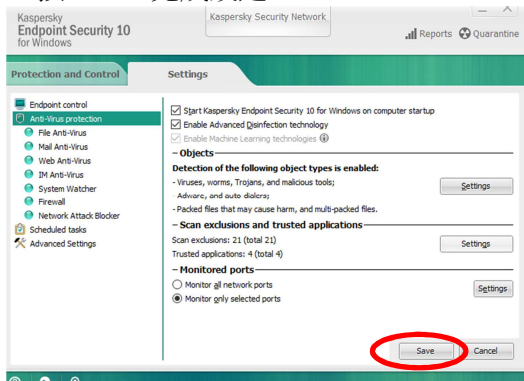 Kaspersky
Endpoint Security 10
for Windows
Kaspersky Security Network
Reports
Quarantine
Protection and Control
Settings
Endpoint control
Anti-Virus protection
File Anti-Virus
Mail Anti-Virus
Web Anti-Virus
IM Anti-Virus
System Watcher
Firewall
Network Attack Blocker
Scheduled tasks
Advanced Settings
Start Kaspersky Endpoint Security 10 for Windows on computer startup
Enable Advanced Disinfection technology
Enable Machine Learning technologies
– Objects
Detection of the following object types is enabled:
- Viruses, worms, Trojans, and malicious tools;
- Adware, and auto dialers;
- Packed files that may cause harm, and multi-packed files.
Settings
– Scan exclusions and trusted applications
Scan exclusions: 21 (total 21)
Trusted applications: 4 (total 4)
Settings
– Monitored ports
Monitor all network ports
Monitor only selected ports
Settings
Save
Cancel